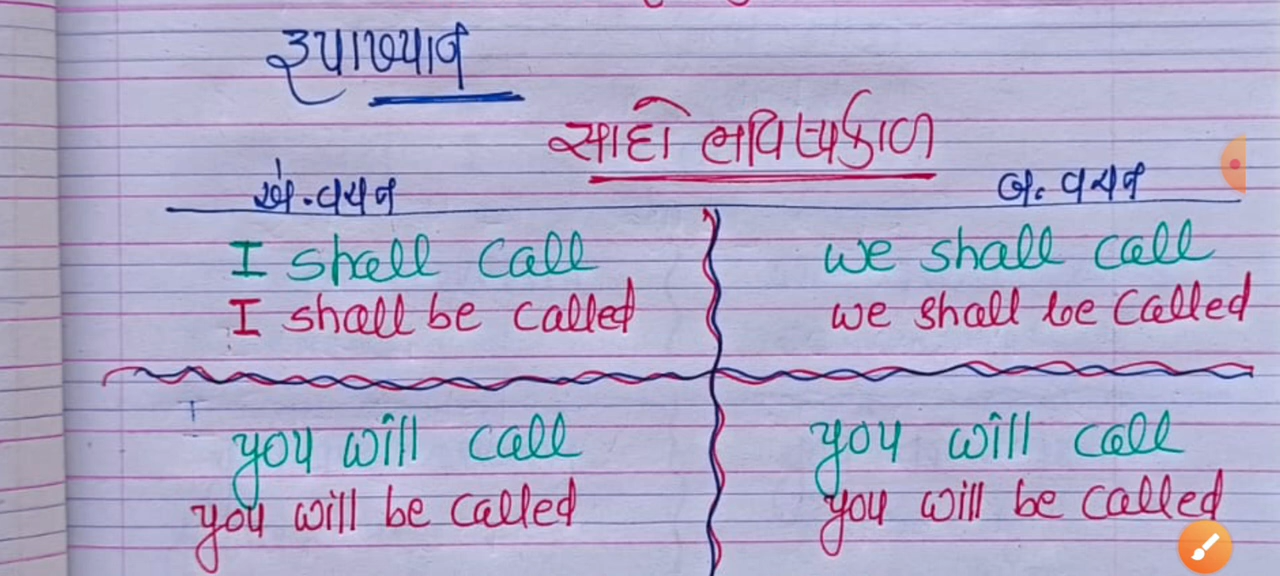 રૂપાખ્યાન
સાદો ભવિષ્યકાળ
એ.વચન બ. વચન
I shall call we shall call
I shall be called we shall be called
you will call you will call
you will be called you will be called